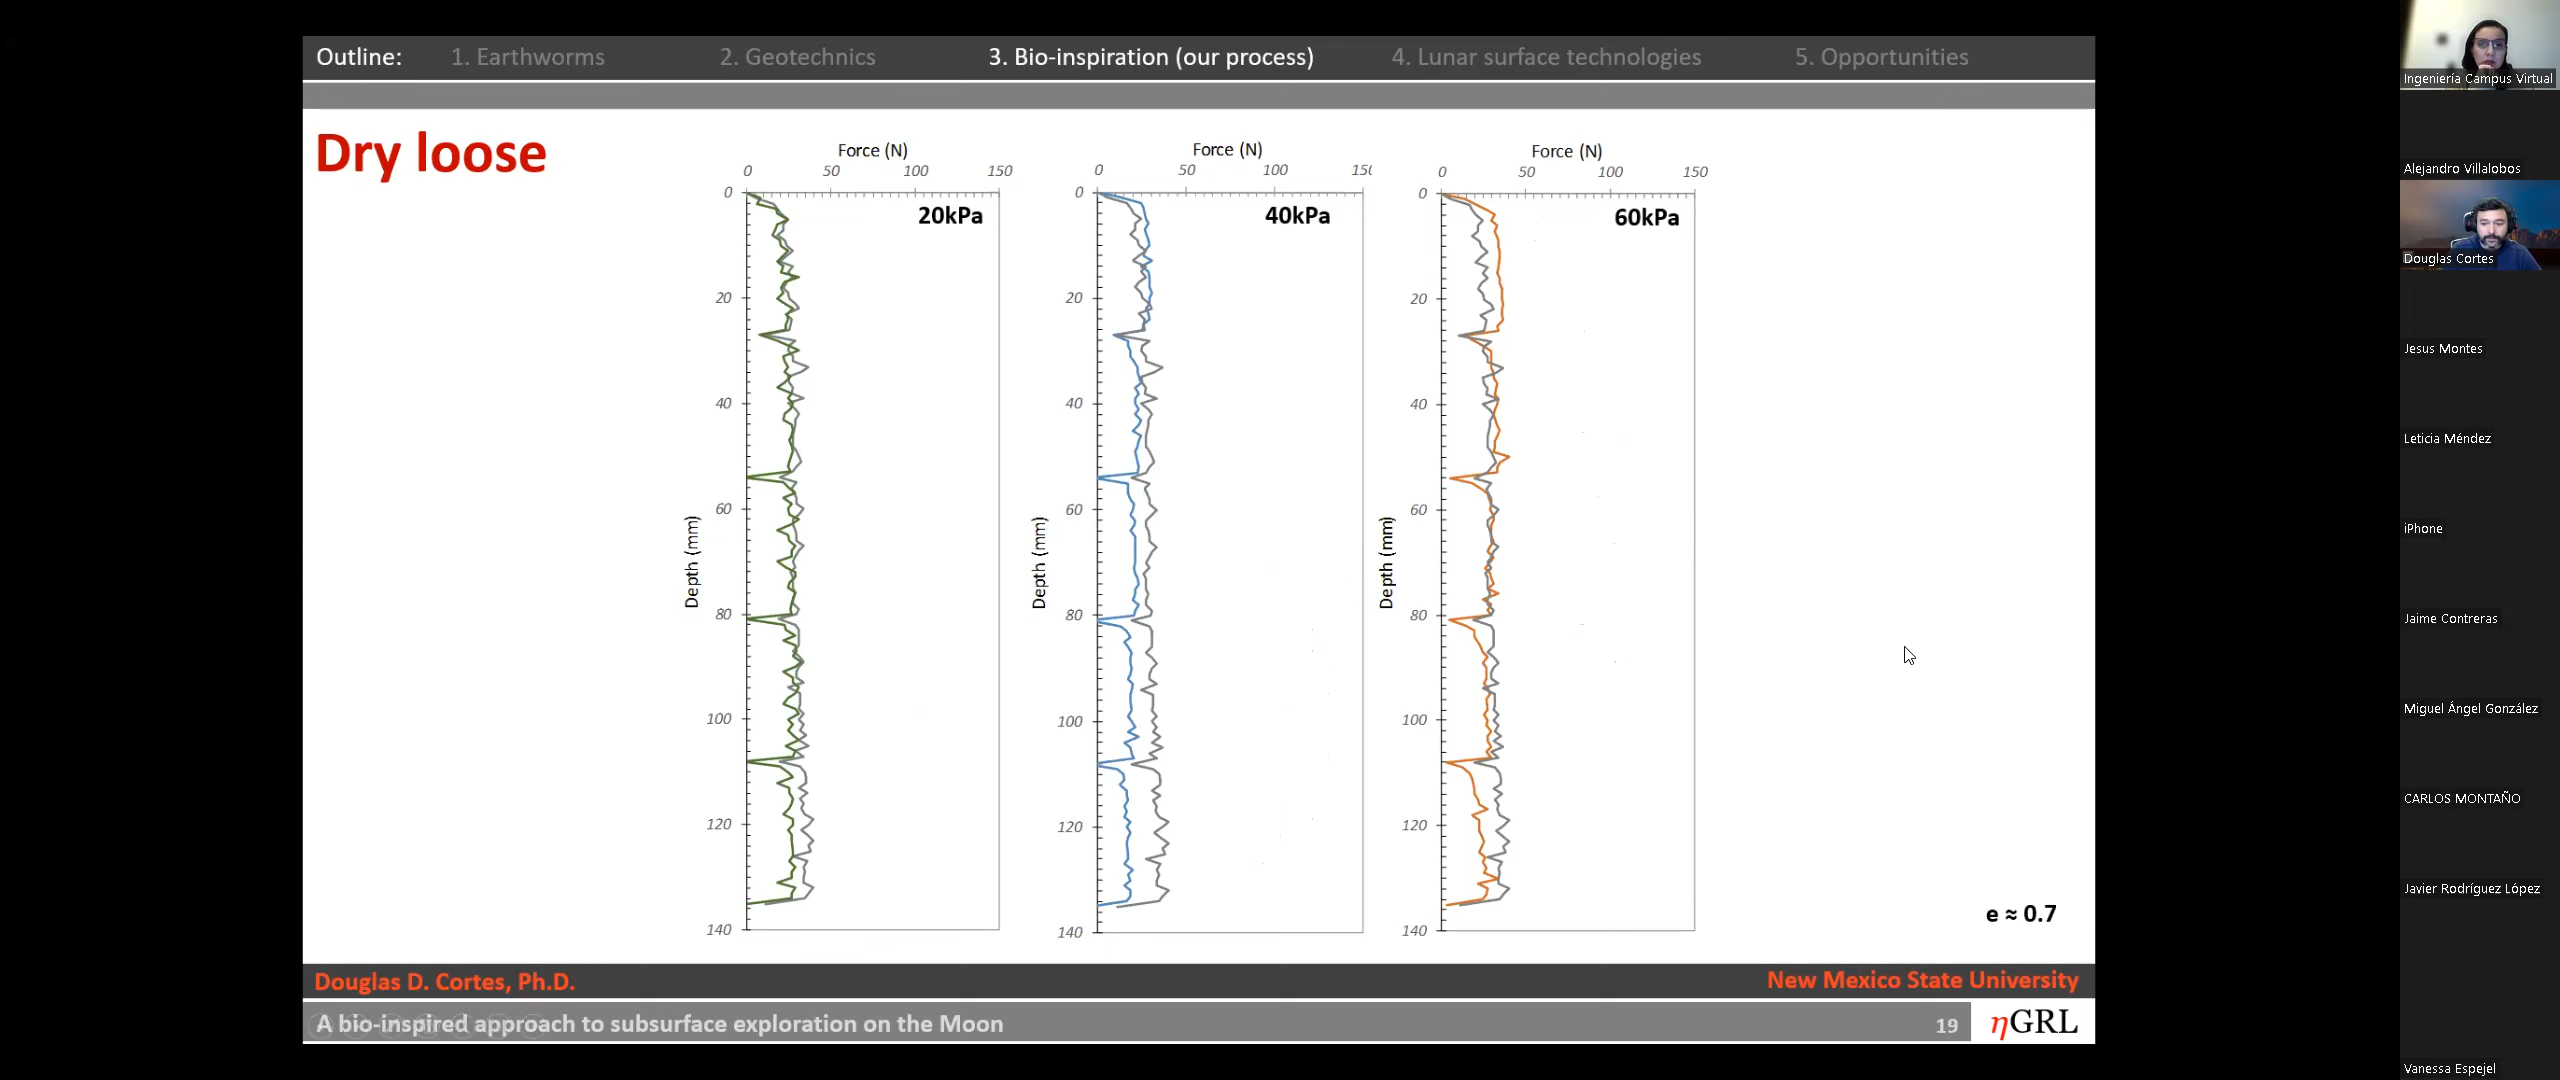 Outline: 1. Earthworms 2. Geotechnics 3. Bio-inspiration (our process) 4. Lunar surface technologies 5. Opportunities
Dry loose
Force (N)
0 50 100 150
20kPa
0
20
40
60
80
100
120
140
Depth (mm)
Force (N)
0 50 100 15
40kPa
0
20
40
60
80
100
120
140
Depth (mm)
Force (N)
0 50 100 150
60kPa
0
20
40
60
80
100
120
140
Depth (mm)
e ≈ 0.7
Douglas D. Cortes, Ph.D. New Mexico State University
A bio-inspired approach to subsurface exploration on the Moon 19 ηGRL
Ingeniería Campus Virtual
Alejandro Villalobos
Douglas Cortes
Jesus Montes
Leticia Méndez
iPhone
Jaime Contreras
Miguel Ángel González
CARLOS MONTAÑO
Javier Rodríguez López
Vanessa Espejel